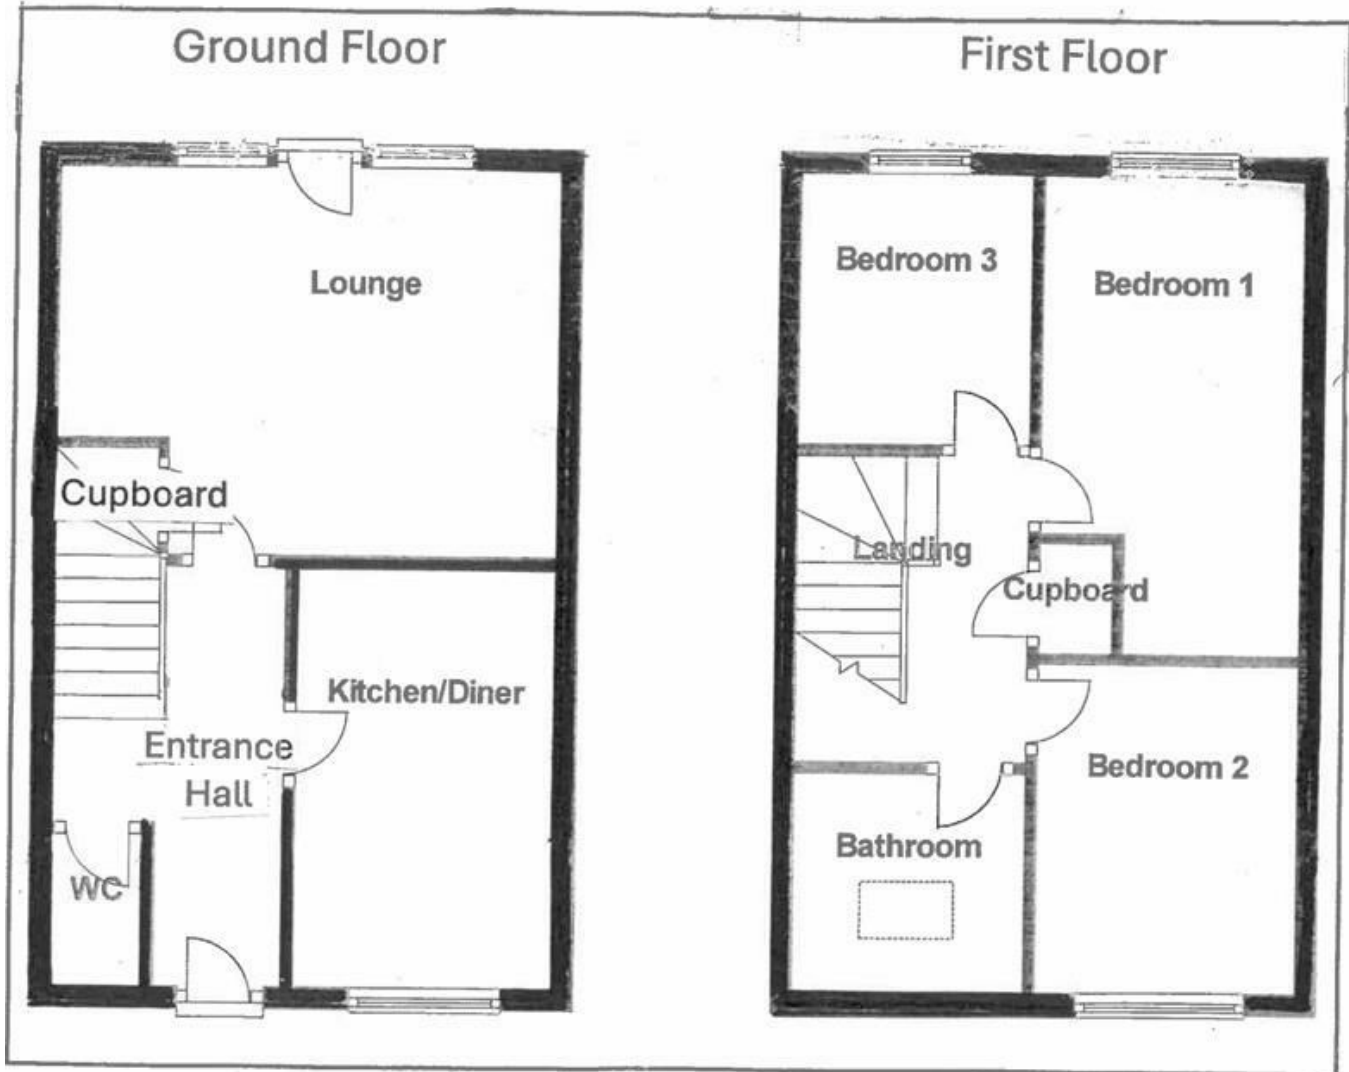 Ground Floor
First Floor
Lounge
Cupboard
Kitchen/Diner
Entrance
Hall
WC
Bedroom 3
Bedroom 1
Landing
Cupboard
Bedroom 2
Bathroom